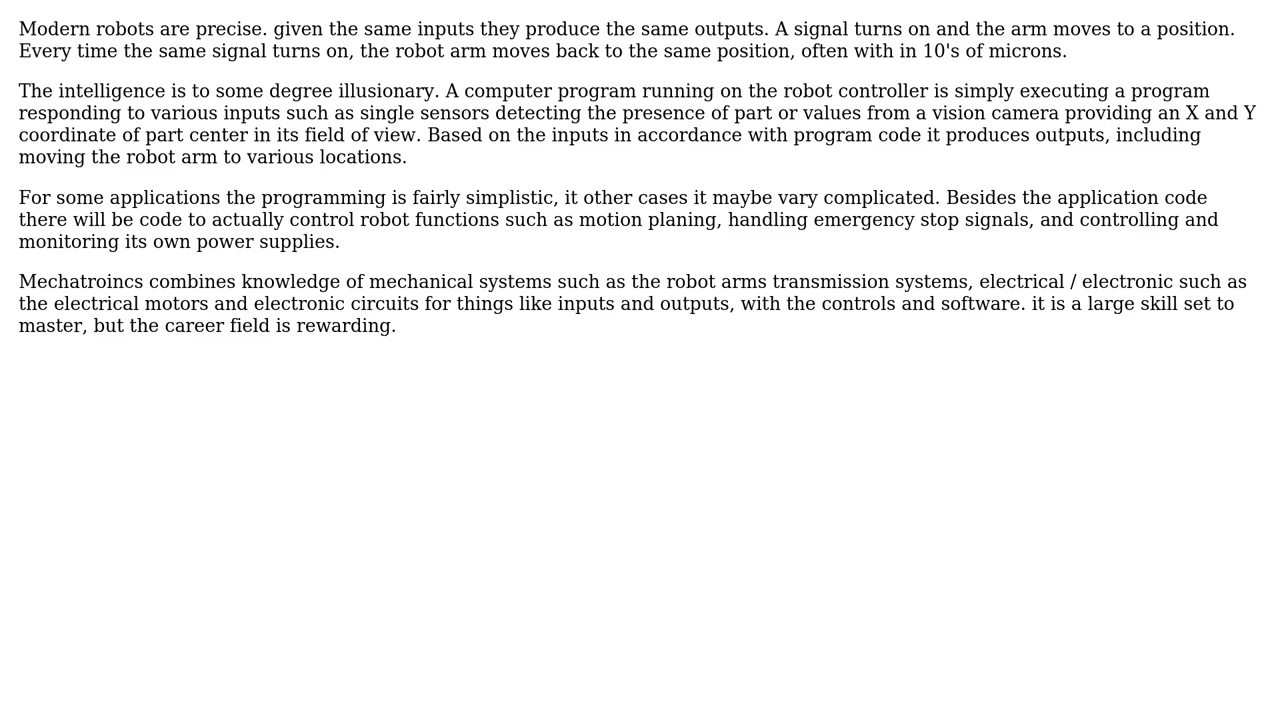 Modern robots are precise. given the same inputs they produce the same outputs. A signal turns on and the arm moves to a position.
Every time the same signal turns on, the robot arm moves back to the same position, often with in 10's of microns.
The intelligence is to some degree illusionary. A computer program running on the robot controller is simply executing a program
responding to various inputs such as single sensors detecting the presence of part or values from a vision camera providing an X and Y
coordinate of part center in its field of view. Based on the inputs in accordance with program code it produces outputs, including
moving the robot arm to various locations.
For some applications the programming is fairly simplistic, it other cases it maybe vary complicated. Besides the application code
there will be code to actually control robot functions such as motion planing, handling emergency stop signals, and controlling and
monitoring its own power supplies.
Mechatroincs combines knowledge of mechanical systems such as the robot arms transmission systems, electrical / electronic such as
the electrical motors and electronic circuits for things like inputs and outputs, with the controls and software. it is a large skill set to
master, but the career field is rewarding.